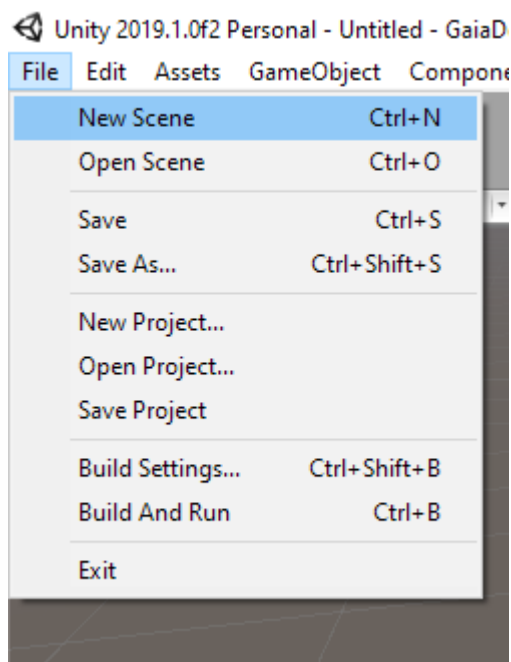 Unity 2019.1.0f2 Personal - Untitled - GaiaD
File Edit Assets GameObject Compone
New Scene Ctrl+N
Open Scene Ctrl+O
Save Ctrl+S
Save As... Ctrl+Shift+S
New Project...
Open Project...
Save Project
Build Settings... Ctrl+Shift+B
Build And Run Ctrl+B
Exit